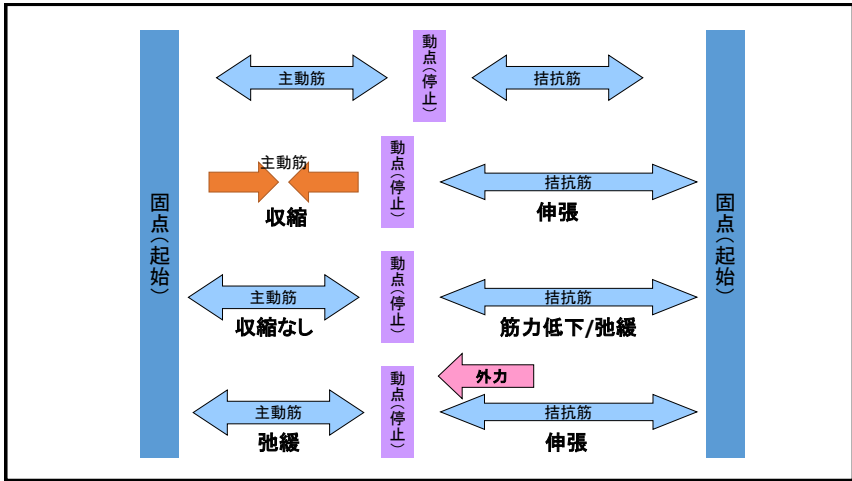 固点(起始)
動点(停止)
主動筋
拮抗筋
動点(停止)
主動筋
収縮
拮抗筋
伸張
動点(停止)
主動筋
収縮なし
拮抗筋
筋力低下/弛緩
動点(停止)
外力
主動筋
弛緩
拮抗筋
伸張
固点(起始)